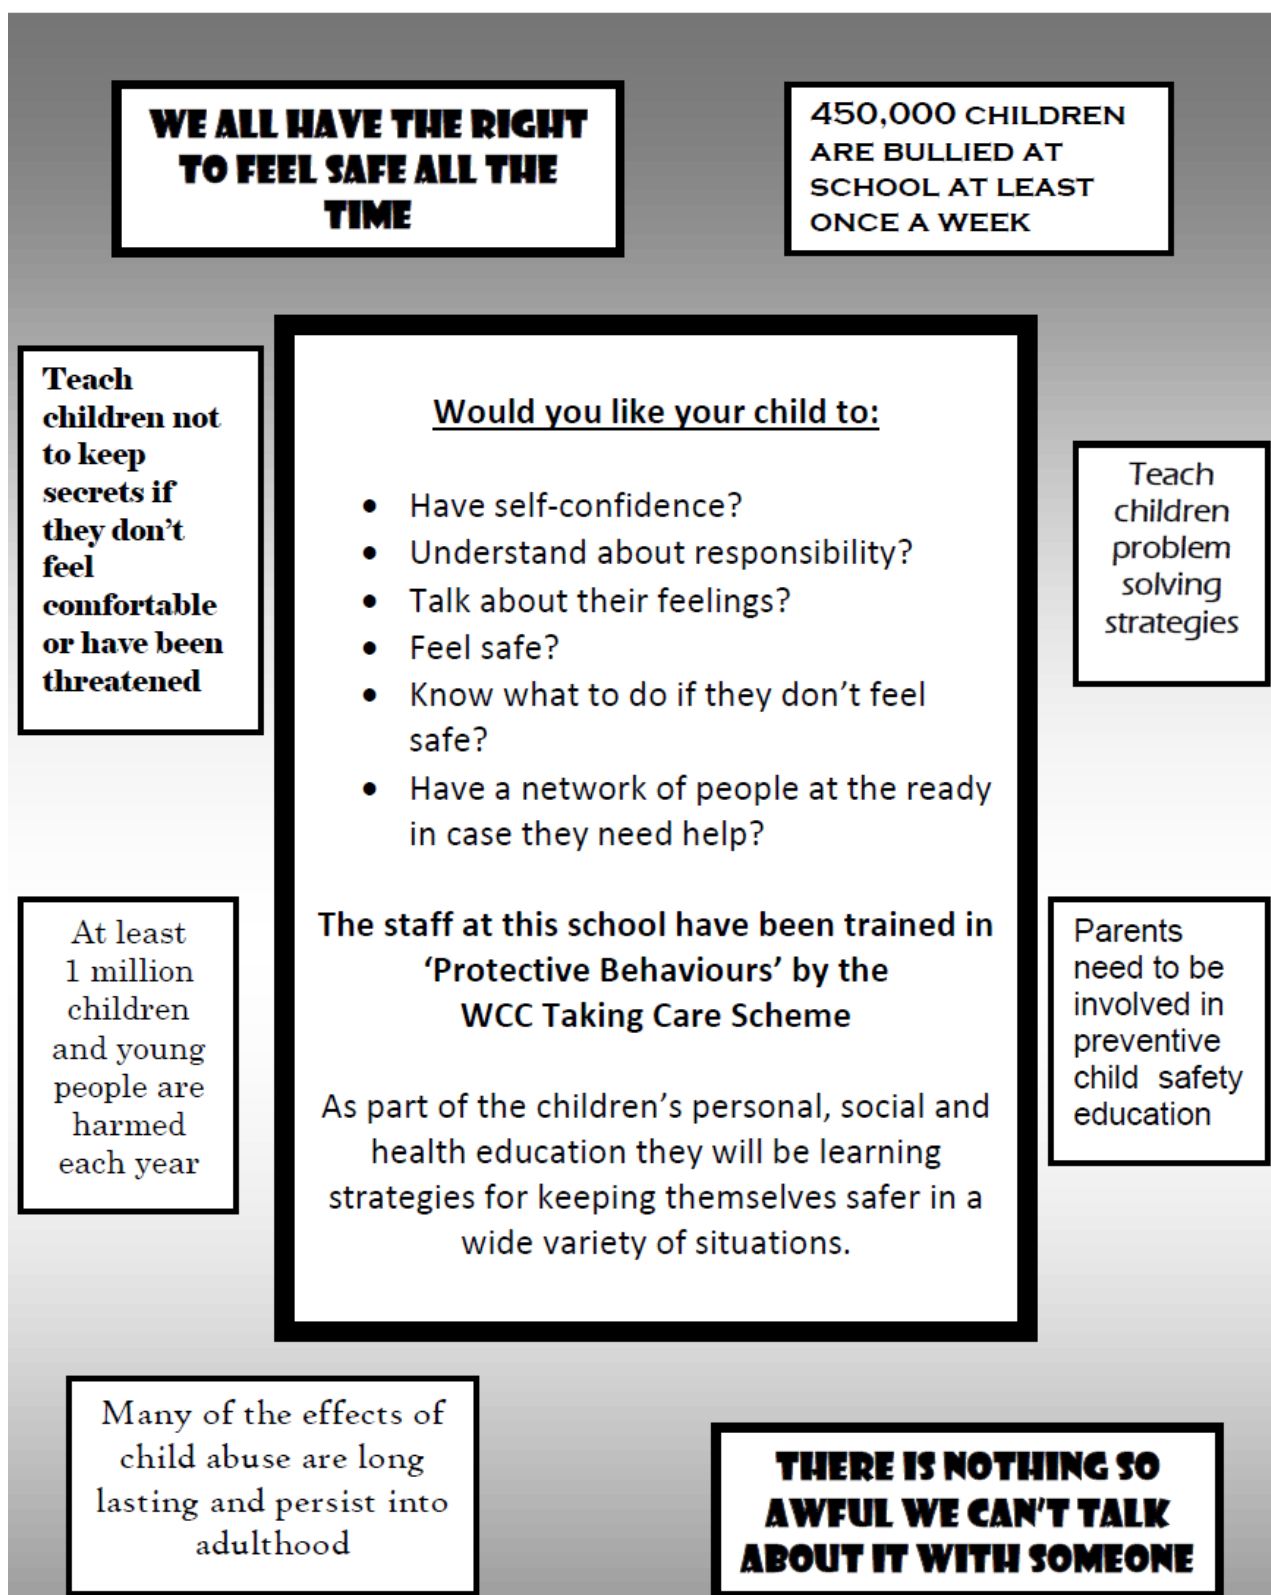 WE ALL HAVE THE RIGHT
TO FEEL SAFE ALL THE
TIME
450,000 CHILDREN
ARE BULLIED AT
SCHOOL AT LEAST
ONCE A WEEK
Teach
children not
to keep
secrets if
they don’t
feel
comfortable
or have been
threatened
Would you like your child to:
• Have self-confidence?
• Understand about responsibility?
• Talk about their feelings?
• Feel safe?
• Know what to do if they don’t feel
safe?
• Have a network of people at the ready
in case they need help?
The staff at this school have been trained in
‘Protective Behaviours’ by the
WCC Taking Care Scheme
As part of the children’s personal, social and
health education they will be learning
strategies for keeping themselves safer in a
wide variety of situations.
Teach
children
problem
solving
strategies
At least
1 million
children
and young
people are
harmed
each year
Parents
need to be
involved in
preventive
child safety
education
Many of the effects of
child abuse are long
lasting and persist into
adulthood
THERE IS NOTHING SO
AWFUL WE CAN’T TALK
ABOUT IT WITH SOMEONE